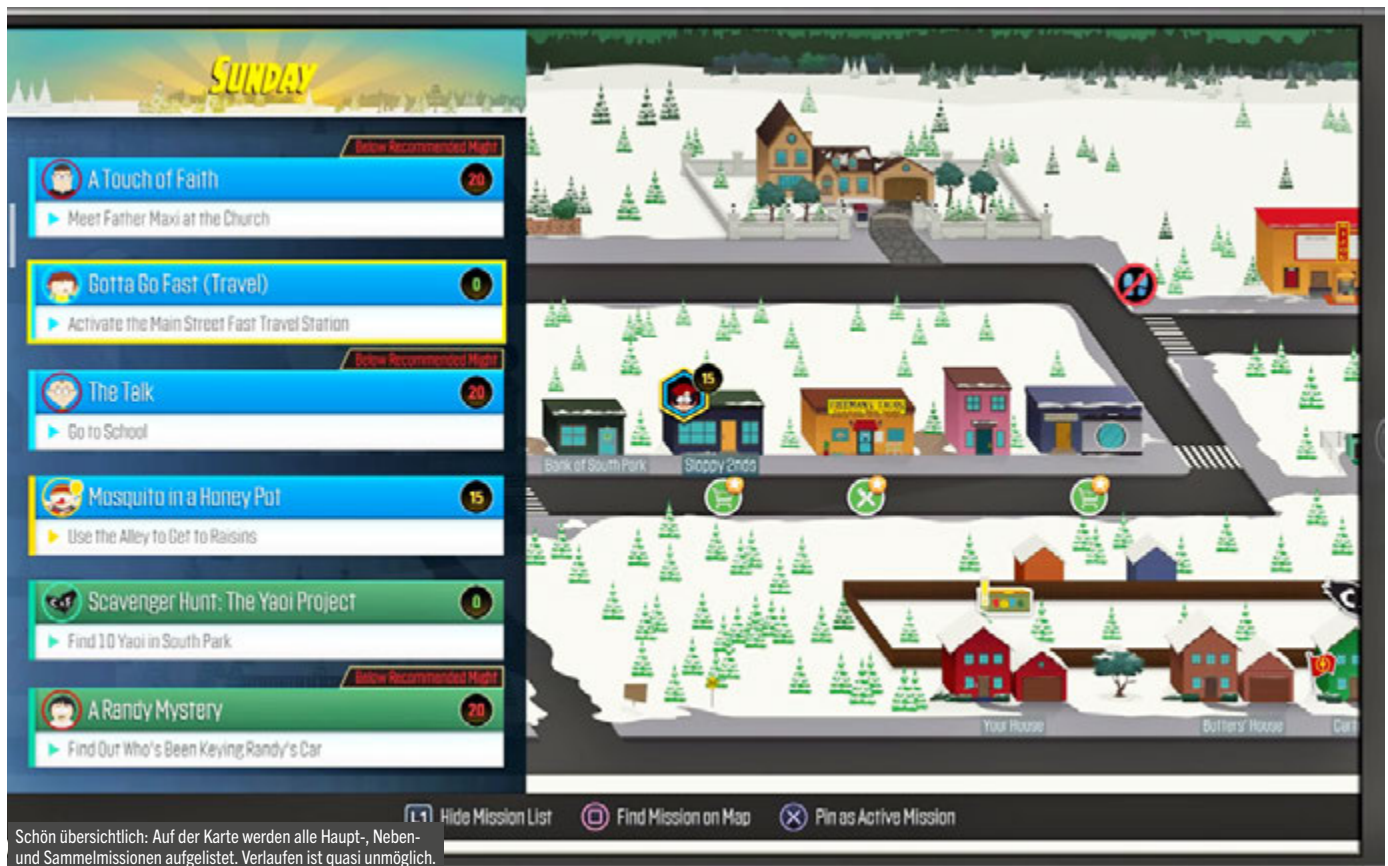 SUNDAY
Below Recommended Might
A Touch of Faith
20
Meet Father Maxi at the Church
Gotta Go Fast (Travel)
0
Activate the Main Street Fast Travel Station
Below Recommended Might
The Talk
20
Go to School
Mosquito in a Honey Pot
15
Use the Alley to Get to Raisins
Scavenger Hunt: The Yaoi Project
0
Find 10 Yaoi in South Park
Below Recommended Might
A Randy Mystery
20
Find Out Who's Been Keying Randy's Car
15
Bank of South Park
Sloppy 2nds
Your House
Butters' House
L1 Hide Mission List
Find Mission on Map
Pin as Active Mission
Schön übersichtlich: Auf der Karte werden alle Haupt-, Neben-
und Sammelmissionen aufgelistet. Verlaufen ist quasi unmöglich.